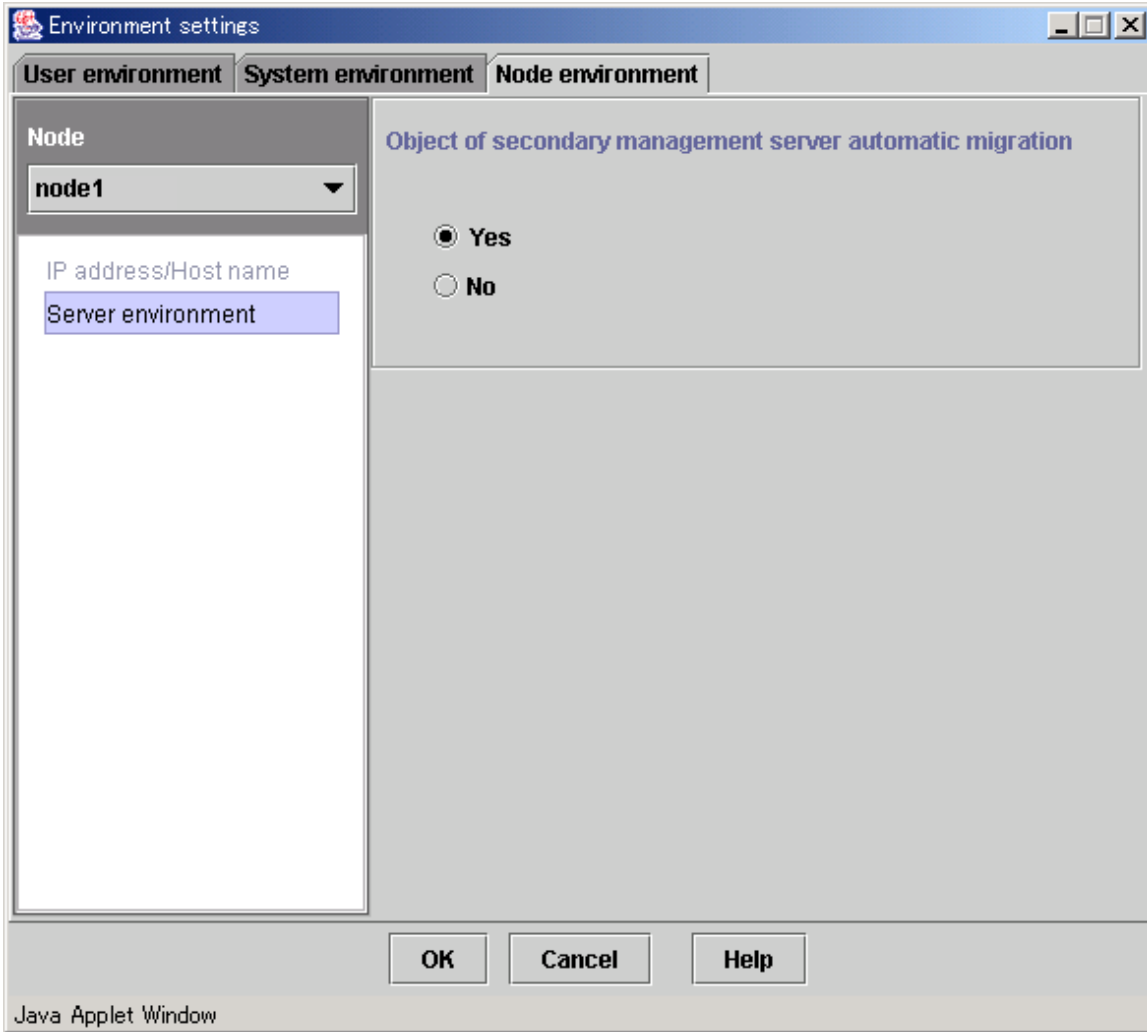 Environment settings
User environment System environment Node environment
Node
node1
IP address/Host name
Server environment
Object of secondary management server automatic migration
Yes
No
OK Cancel Help
Java Applet Window